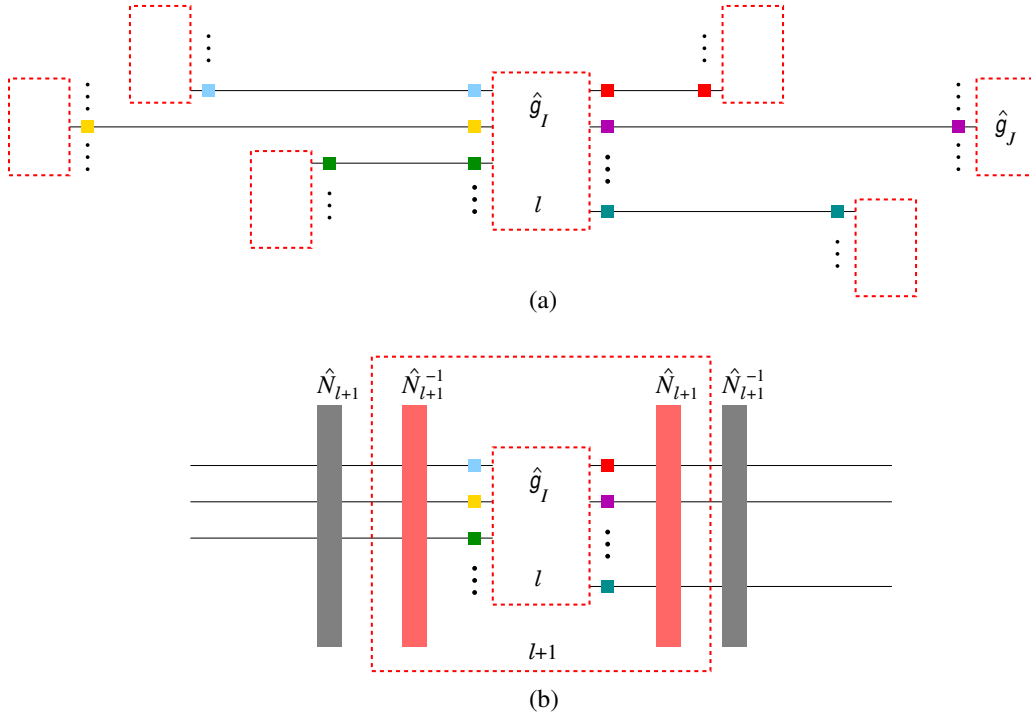 ĝ_I
ĝ_J
l
(a)
N̂_{l+1} N̂_{l+1}^{-1} N̂_{l+1} N̂_{l+1}^{-1}
ĝ_I
l
l+1
(b)